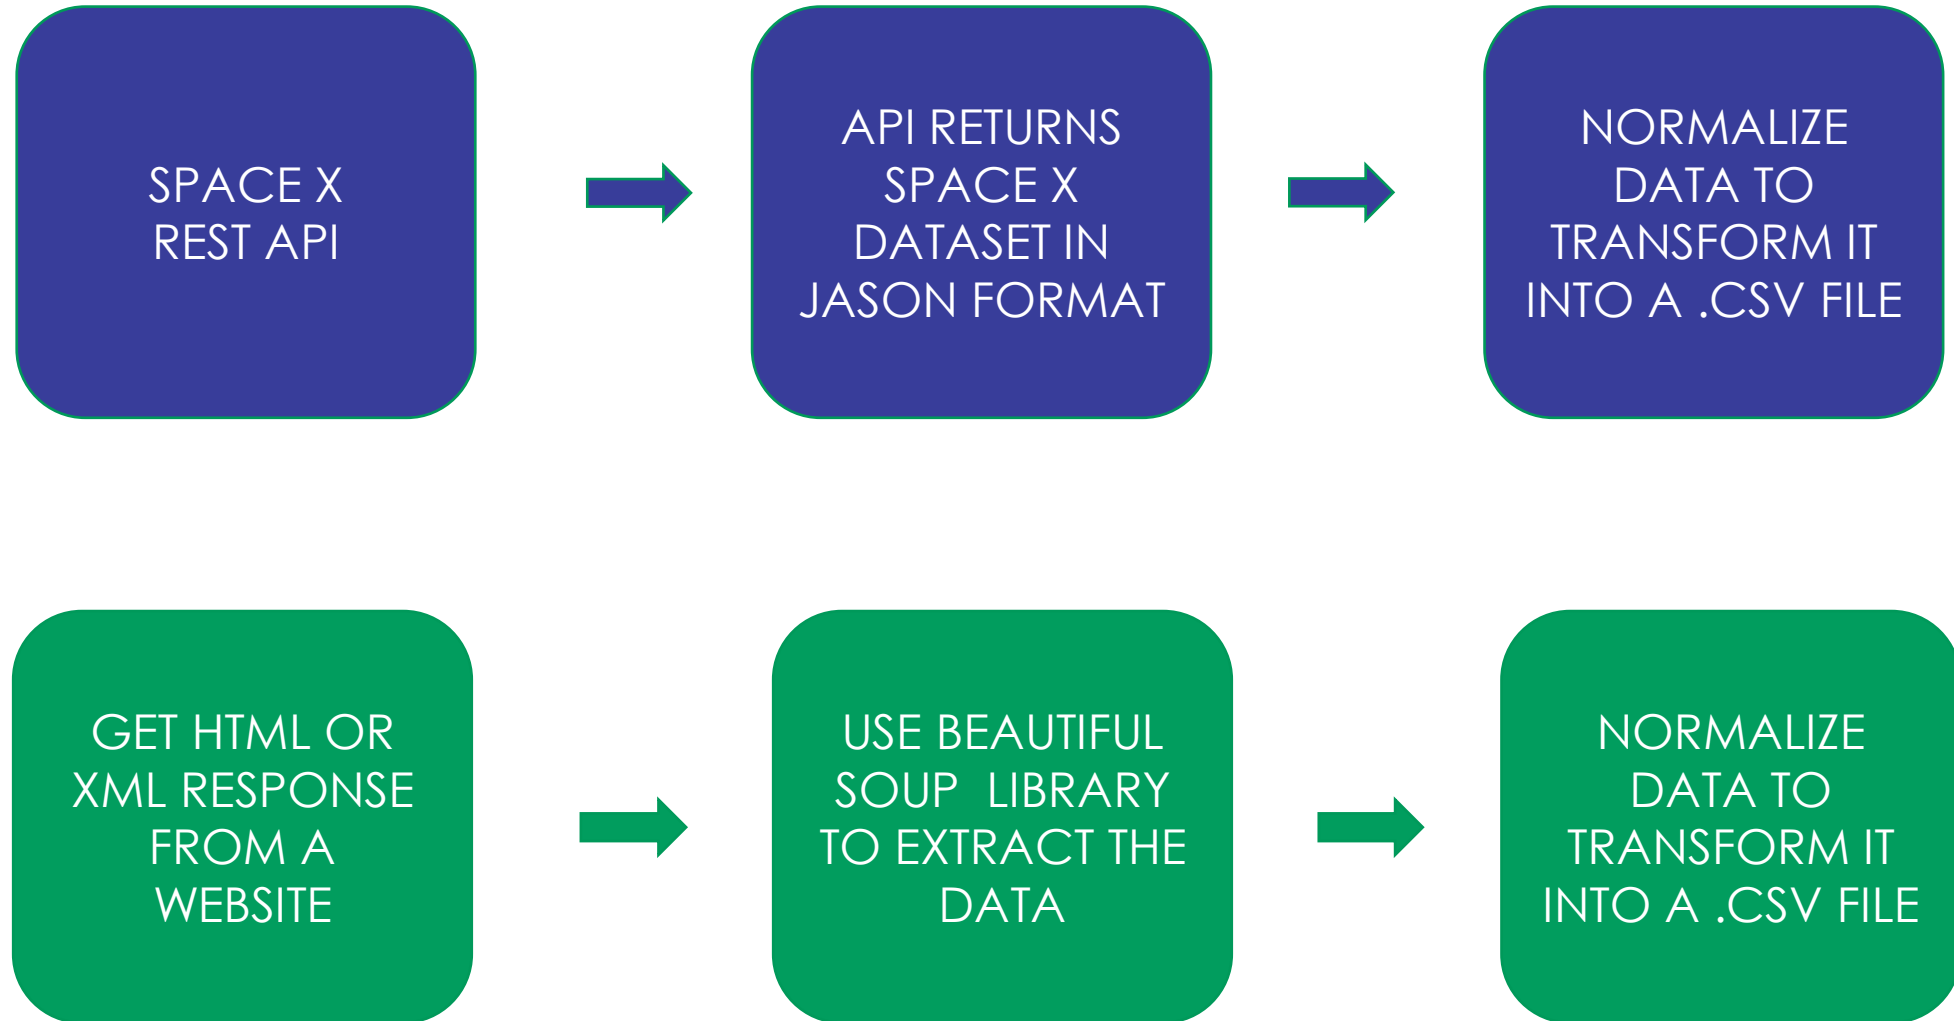 SPACE X
REST API
API RETURNS
SPACE X
DATASET IN
JASON FORMAT
NORMALIZE
DATA TO
TRANSFORM IT
INTO A .CSV FILE
GET HTML OR
XML RESPONSE
FROM A
WEBSITE
USE BEAUTIFUL
SOUP  LIBRARY
TO EXTRACT THE
DATA
NORMALIZE
DATA TO
TRANSFORM IT
INTO A .CSV FILE